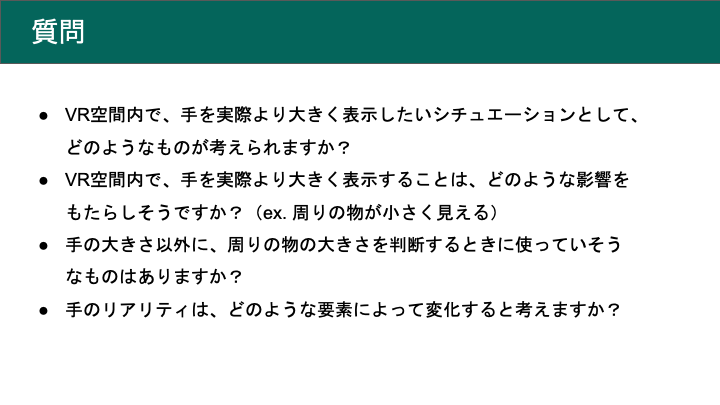 質問
● VR空間内で、手を実際より大きく表示したいシチュエーションとして、
どのようなものが考えられますか？
● VR空間内で、手を実際より大きく表示することは、どのような影響を
もたらしそうですか？（ex. 周りの物が小さく見える）
● 手の大きさ以外に、周りの物の大きさを判断するときに使っていそう
なものはありますか？
● 手のリアリティは、どのような要素によって変化すると考えますか？